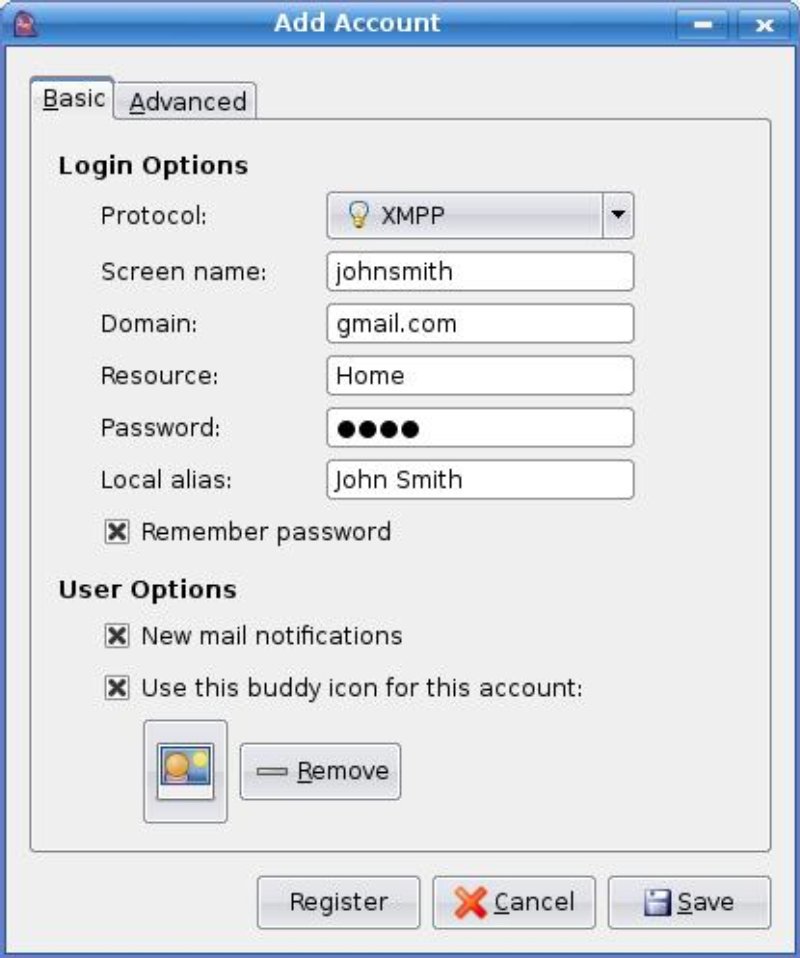 Add Account
Basic Advanced
Login Options
Protocol: XMPP
Screen name: johnsmith
Domain: gmail.com
Resource: Home
Password: ●●●●
Local alias: John Smith
Remember password
User Options
New mail notifications
Use this buddy icon for this account:
Remove
Register Cancel Save